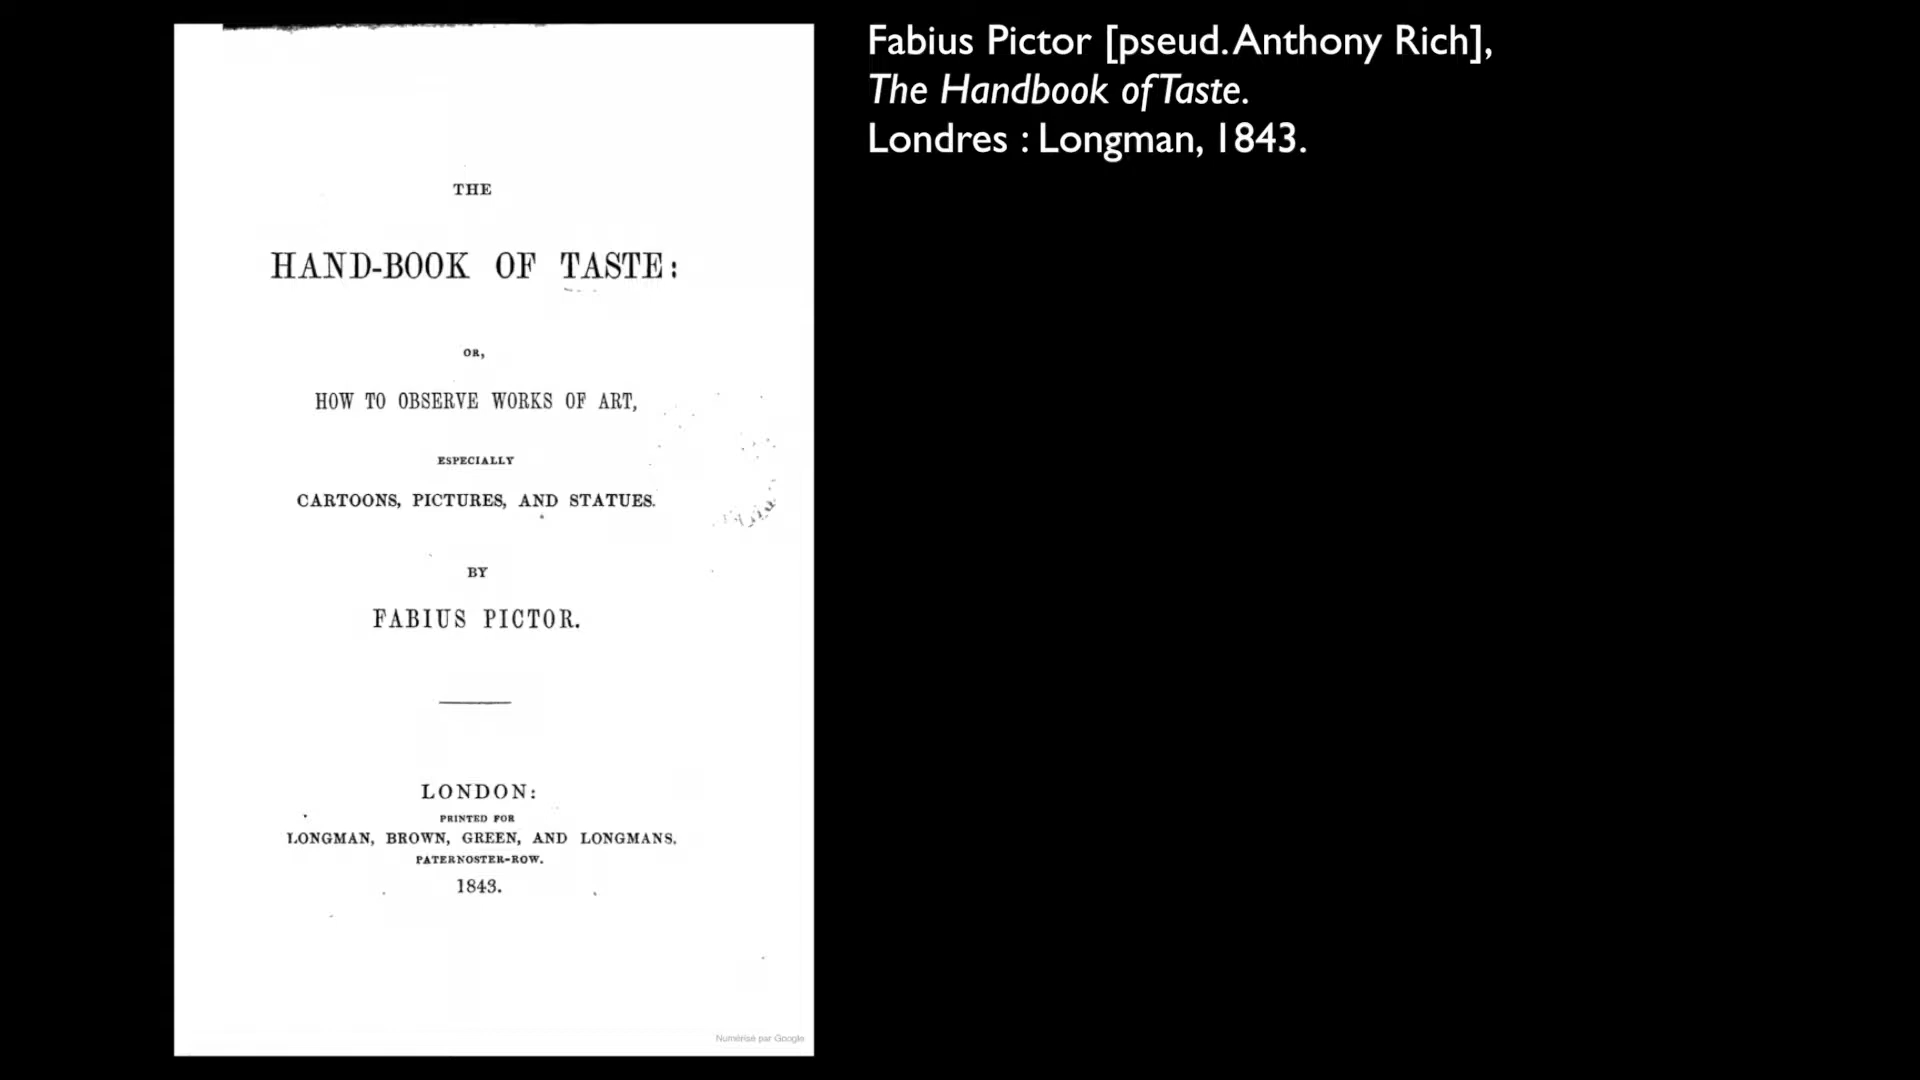 THE
HAND-BOOK OF TASTE:
OR,
HOW TO OBSERVE WORKS OF ART,
ESPECIALLY
CARTOONS, PICTURES, AND STATUES.
BY
FABIUS PICTOR.
LONDON:
PRINTED FOR
LONGMAN, BROWN, GREEN, AND LONGMANS,
PATERNOSTER-ROW.
1843.
Numérisé par Google
Fabius Pictor [pseud. Anthony Rich],
The Handbook of Taste.
Londres : Longman, 1843.